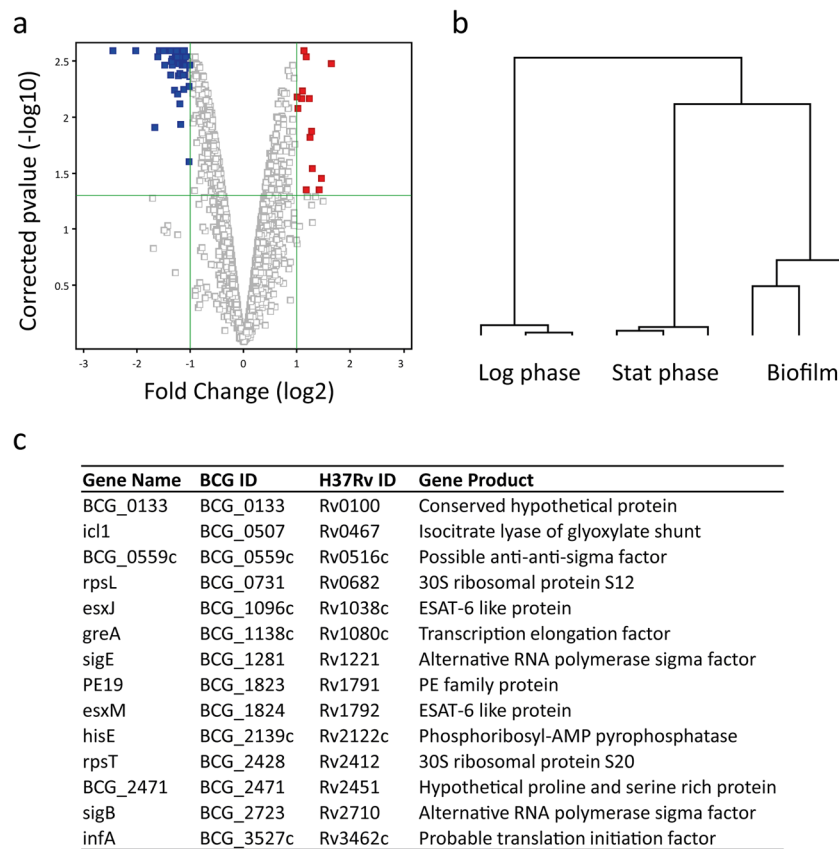 a
b
Corrected pvalue (-log10)
2.5
2
1.5
1
0.5
-3
-2
-1
0
1
2
3
Fold Change (log2)
Log phase
Stat phase
Biofilm
c
Gene Name BCG ID H37Rv ID Gene Product
BCG_0133 BCG_0133 Rv0100 Conserved hypothetical protein
icl1 BCG_0507 Rv0467 Isocitrate lyase of glyoxylate shunt
BCG_0559c BCG_0559c Rv0516c Possible anti-anti-sigma factor
rpsL BCG_0731 Rv0682 30S ribosomal protein S12
esxJ BCG_1096c Rv1038c ESAT-6 like protein
greA BCG_1138c Rv1080c Transcription elongation factor
sigE BCG_1281 Rv1221 Alternative RNA polymerase sigma factor
PE19 BCG_1823 Rv1791 PE family protein
esxM BCG_1824 Rv1792 ESAT-6 like protein
hisE BCG_2139c Rv2122c Phosphoribosyl-AMP pyrophosphatase
rpsT BCG_2428 Rv2412 30S ribosomal protein S20
BCG_2471 BCG_2471 Rv2451 Hypothetical proline and serine rich protein
sigB BCG_2723 Rv2710 Alternative RNA polymerase sigma factor
infA BCG_3527c Rv3462c Probable translation initiation factor